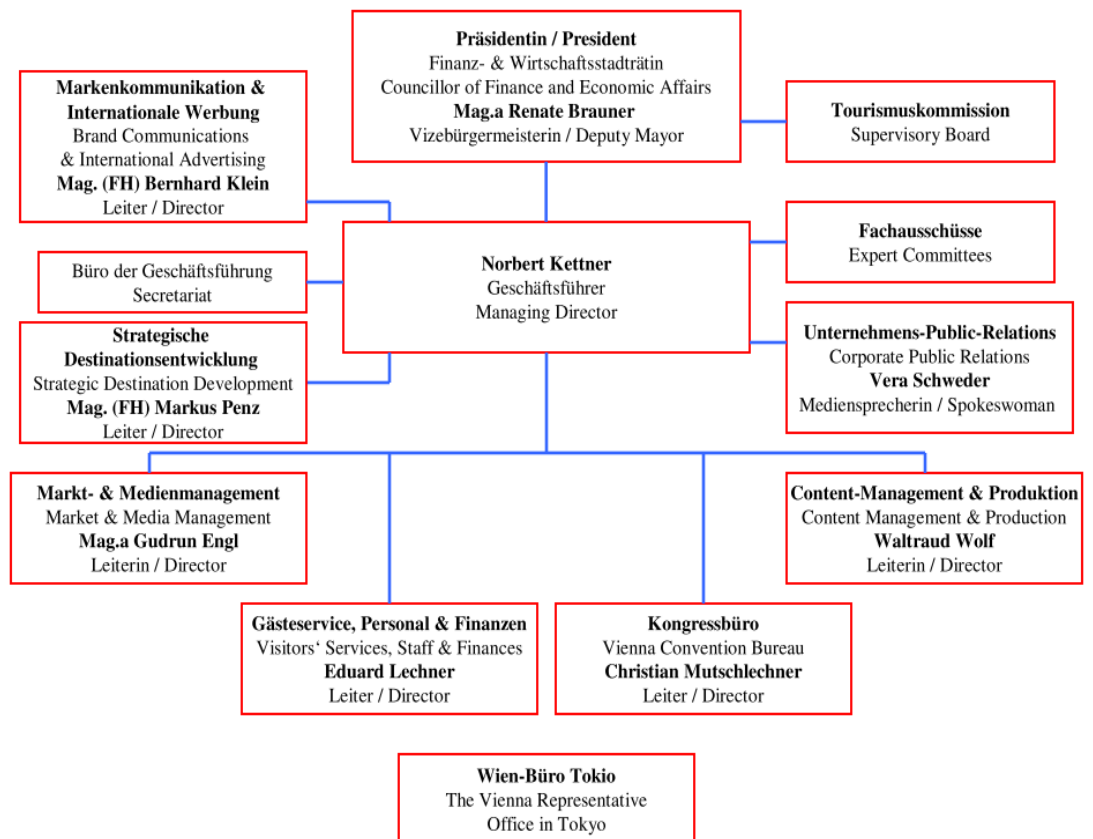 Präsidentin / President
Finanz- & Wirtschaftsstadträtin
Councillor of Finance and Economic Affairs
Mag.a Renate Brauner
Vizebürgermeisterin / Deputy Mayor
Markenkommunikation &
Internationale Werbung
Brand Communications
& International Advertising
Mag. (FH) Bernhard Klein
Leiter / Director
Tourismuskommission
Supervisory Board
Norbert Kettner
Geschäftsführer
Managing Director
Fachausschüsse
Expert Committees
Büro der Geschäftsführung
Secretariat
Strategische
Destinationsentwicklung
Strategic Destination Development
Mag. (FH) Markus Penz
Leiter / Director
Unternehmens-Public-Relations
Corporate Public Relations
Vera Schweder
Mediensprecherin / Spokeswoman
Markt- & Medienmanagement
Market & Media Management
Mag.a Gudrun Engl
Leiterin / Director
Content-Management & Produktion
Content Management & Production
Waltraud Wolf
Leiterin / Director
Gästeservice, Personal & Finanzen
Visitors‘ Services, Staff & Finances
Eduard Lechner
Leiter / Director
Kongressbüro
Vienna Convention Bureau
Christian Mutschlechner
Leiter / Director
Wien-Büro Tokio
The Vienna Representative
Office in Tokyo